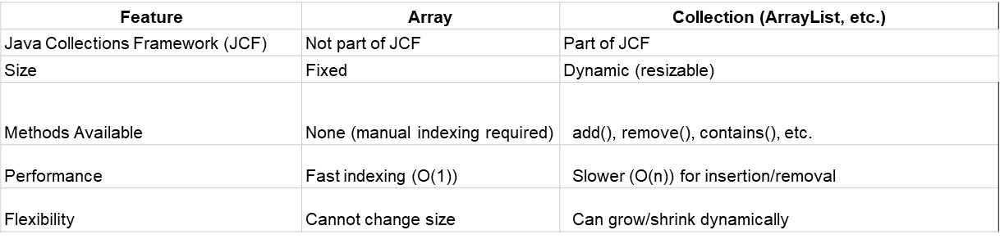 Feature Array Collection (ArrayList, etc.)
Java Collections Framework (JCF) Not part of JCF Part of JCF
Size Fixed Dynamic (resizable)
Methods Available None (manual indexing required) add(), remove(), contains(), etc.
Performance Fast indexing (O(1)) Slower (O(n)) for insertion/removal
Flexibility Cannot change size Can grow/shrink dynamically